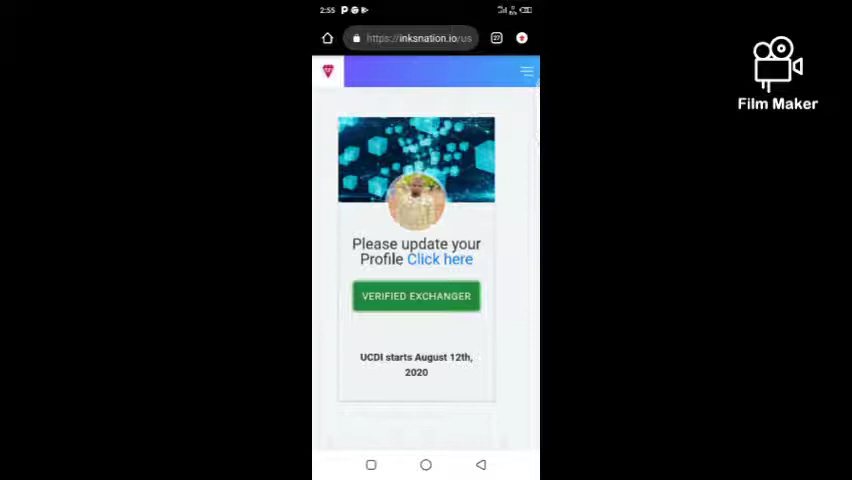 2:55
https://inksnation.io/us
27
Film Maker
Please update your
Profile Click here
VERIFIED EXCHANGER
UCDI starts August 12th,
2020